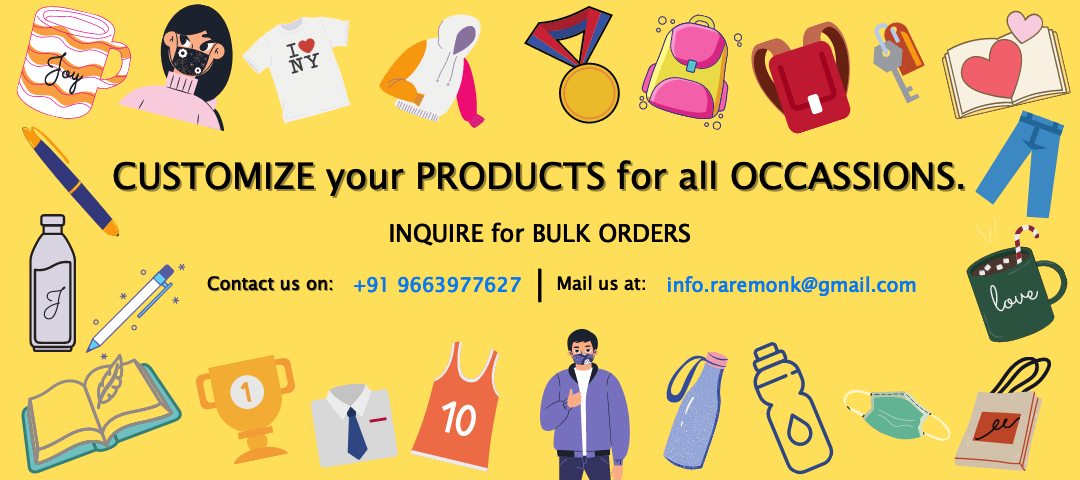 Joy
I ❤ NY
CUSTOMIZE your PRODUCTS for all OCCASSIONS.
INQUIRE for BULK ORDERS
Contact us on: +91 9663977627 | Mail us at: info.raremonk@gmail.com
J
love
1
10